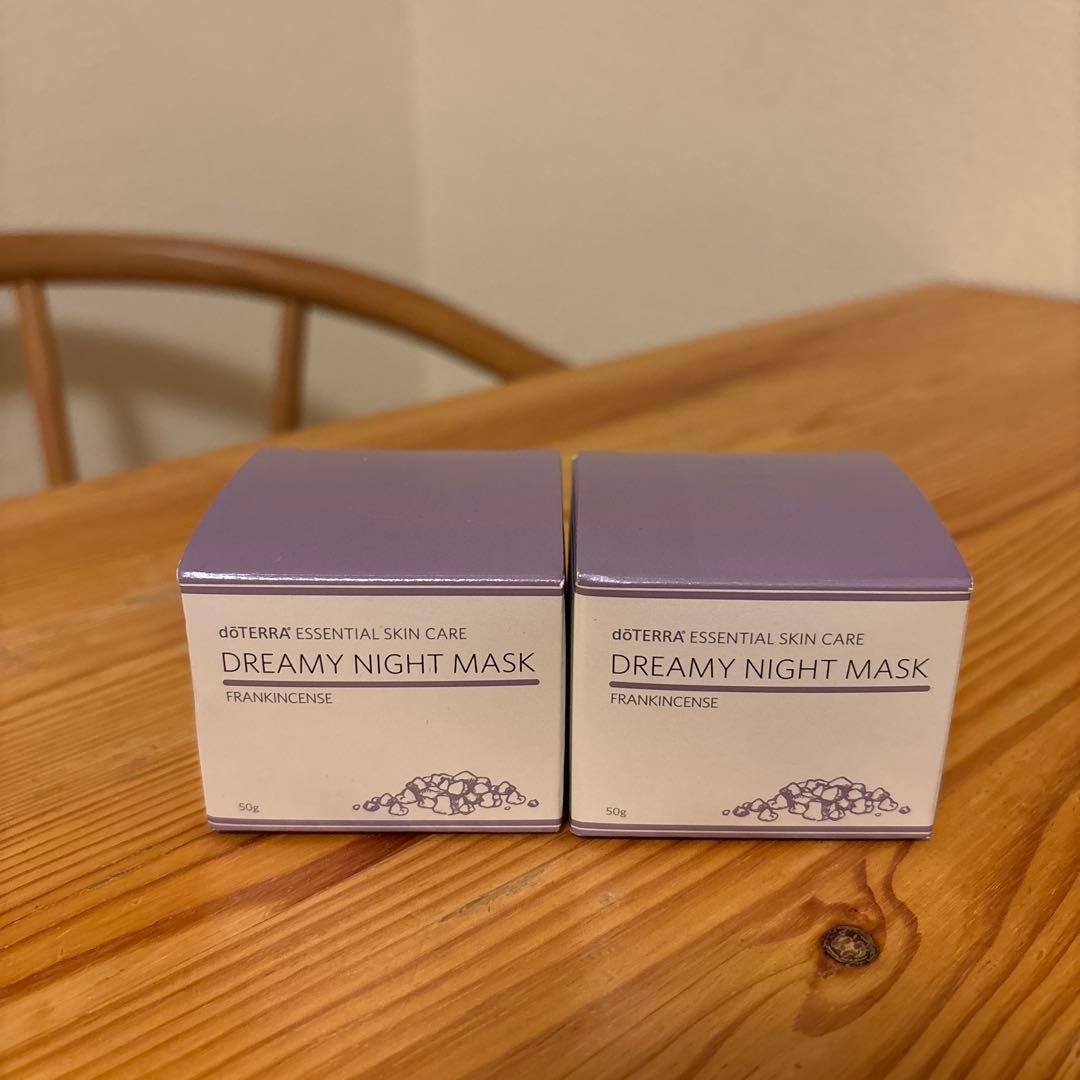 dōTERRA® ESSENTIAL SKIN CARE
DREAMY NIGHT MASK
FRANKINCENSE
50g
dōTERRA® ESSENTIAL SKIN CARE
DREAMY NIGHT MASK
FRANKINCENSE
50g